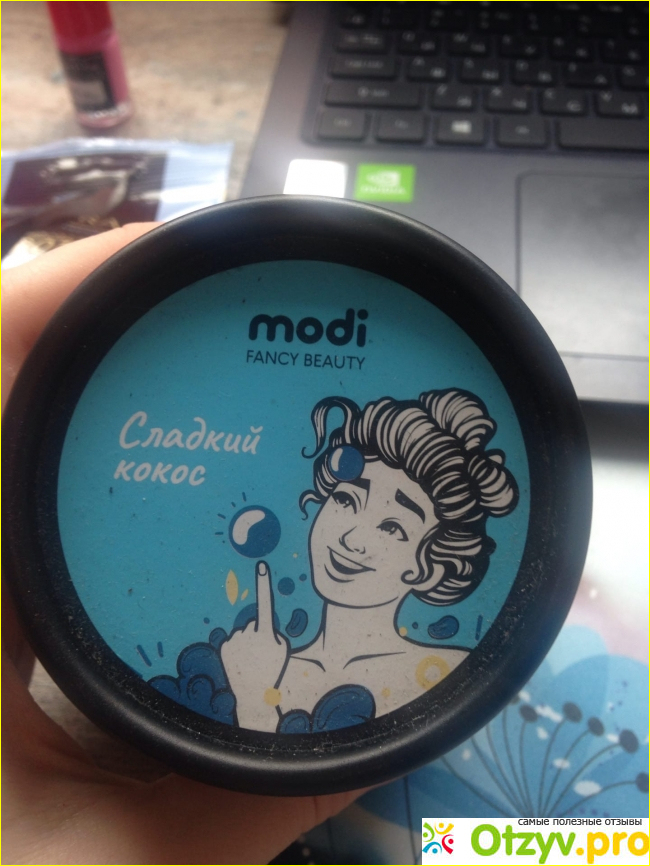 modi
FANCY BEAUTY
Сладкий
кокос
самые полезные отзывы
Otzyv.pro